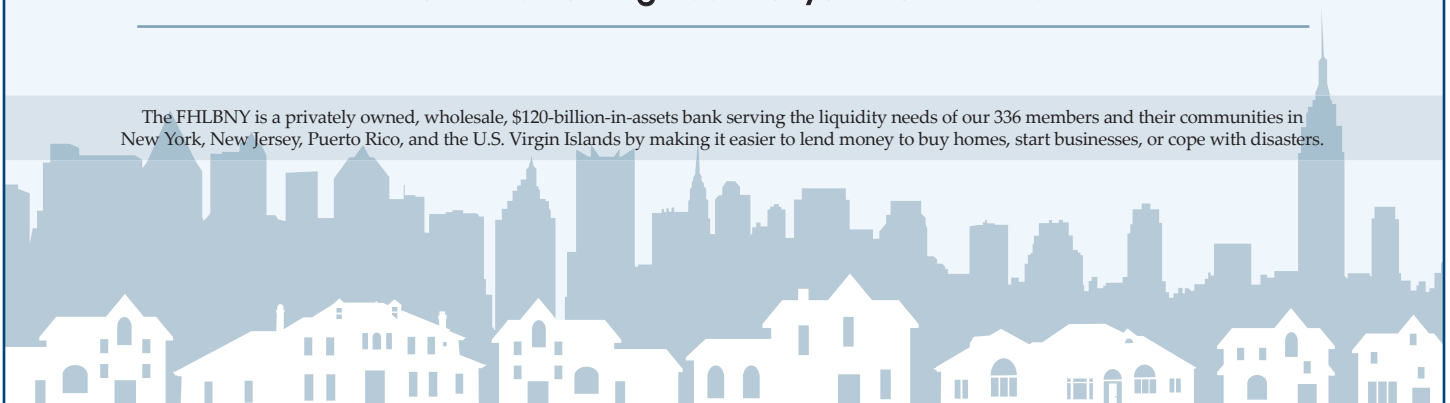 The FHLBNY is a privately owned, wholesale, $120-billion-in-assets bank serving the liquidity needs of our 336 members and their communities in
New York, New Jersey, Puerto Rico, and the U.S. Virgin Islands by making it easier to lend money to buy homes, start businesses, or cope with disasters.